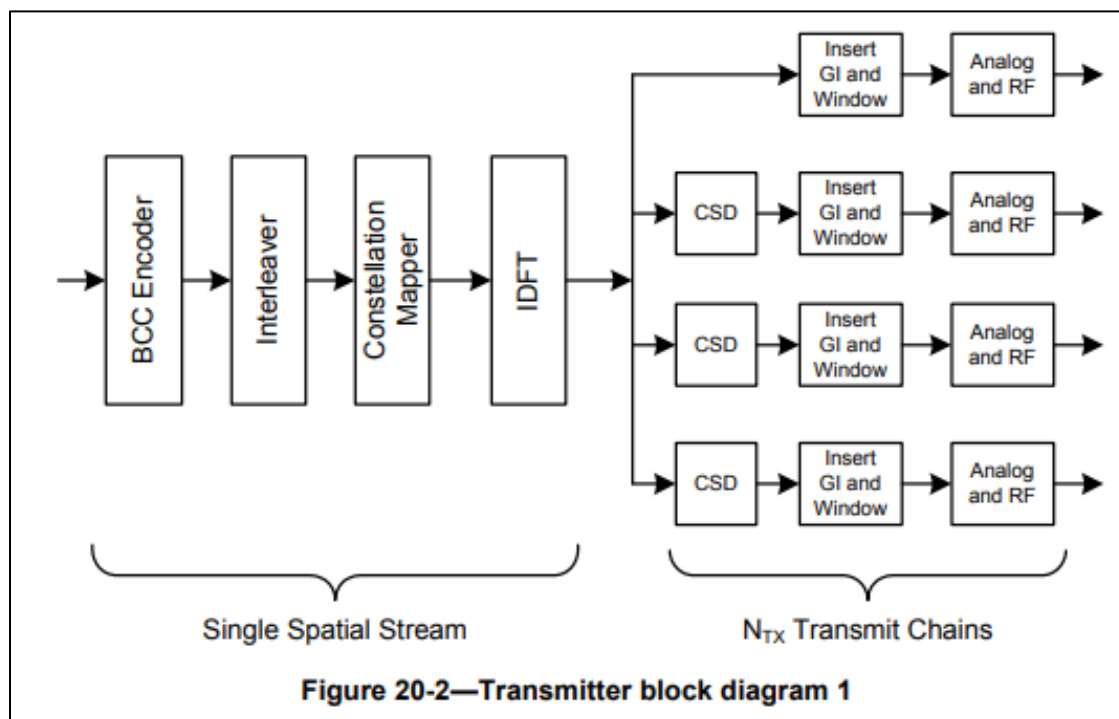 BCC Encoder
Interleaver
Constellation
Mapper
IDFT
Insert
GI and
Window
Analog
and RF
CSD
Insert
GI and
Window
Analog
and RF
CSD
Insert
GI and
Window
Analog
and RF
CSD
Insert
GI and
Window
Analog
and RF
Single Spatial Stream
N_TX Transmit Chains
Figure 20-2—Transmitter block diagram 1